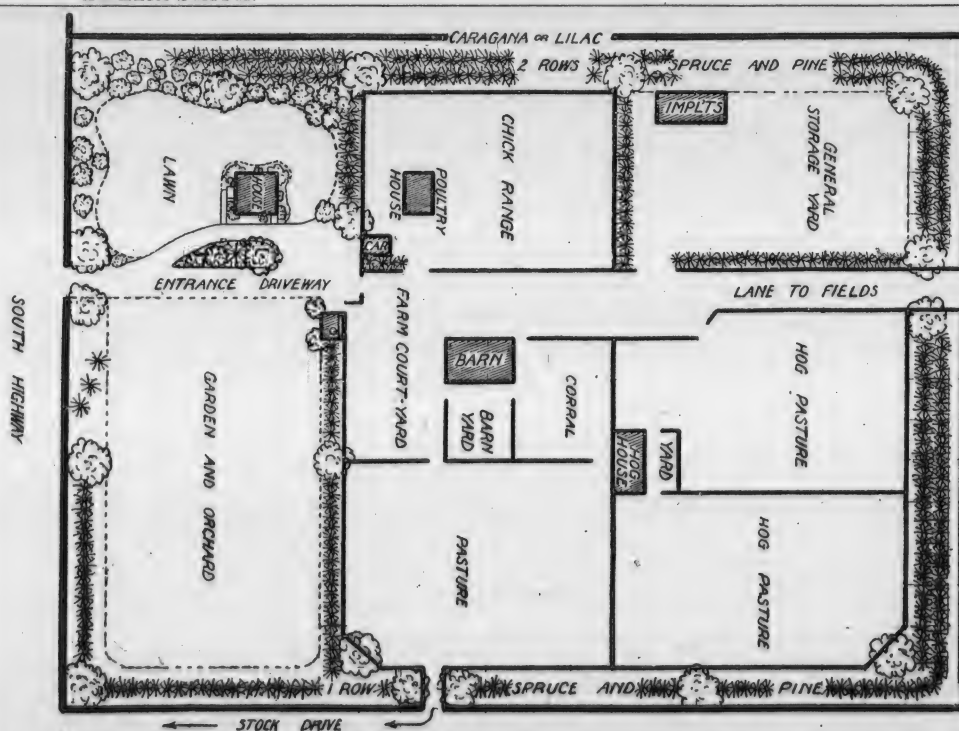 CARAGANA OR LILAC
2 ROWS SPRUCE AND PINE
IMPLTS
GENERAL
STORAGE YARD
CHICK RANGE
POULTRY
HOUSE
CAR
LAWN
HOUSE
ENTRANCE DRIVEWAY
LANE TO FIELDS
SOUTH HIGHWAY
GARDEN AND ORCHARD
FARM COURT-YARD
BARN
BARN
YARD
CORRAL
HOG
HOUSE
YARD
HOG PASTURE
PASTURE
HOG PASTURE
1 ROW SPRUCE AND PINE
STOCK DRIVE